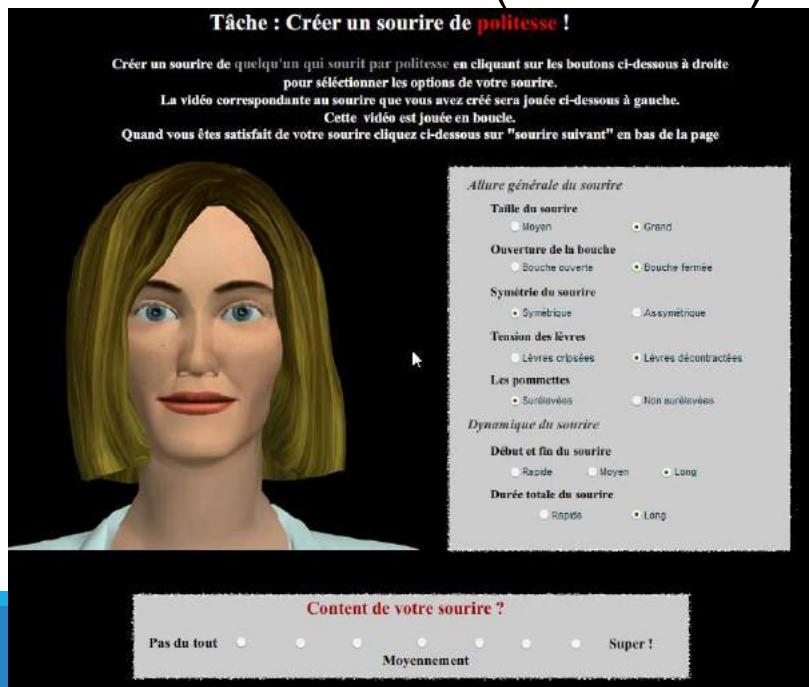 Tâche : Créer un sourire de politesse !
Créer un sourire de quelqu'un qui sourit par politesse en cliquant sur les boutons ci-dessous à droite
pour séléctionner les options de votre sourire.
La vidéo correspondante au sourire que vous avez créé sera jouée ci-dessous à gauche.
Cette vidéo est jouée en boucle.
Quand vous êtes satisfait de votre sourire cliquez ci-dessous sur "sourire suivant" en bas de la page
Allure générale du sourire
Taille du sourire
Moyen Grand
Ouverture de la bouche
Bouche ouverte Bouche fermée
Symétrie du sourire
Symétrique Assymétrique
Tension des lèvres
Lèvres crispées Lèvres décontractées
Les pommettes
Surélevées Non surélevées
Dynamique du sourire
Début et fin du sourire
Rapide Moyen Long
Durée totale du sourire
Rapide Long
Content de votre sourire ?
Pas du tout Super !
Moyennement